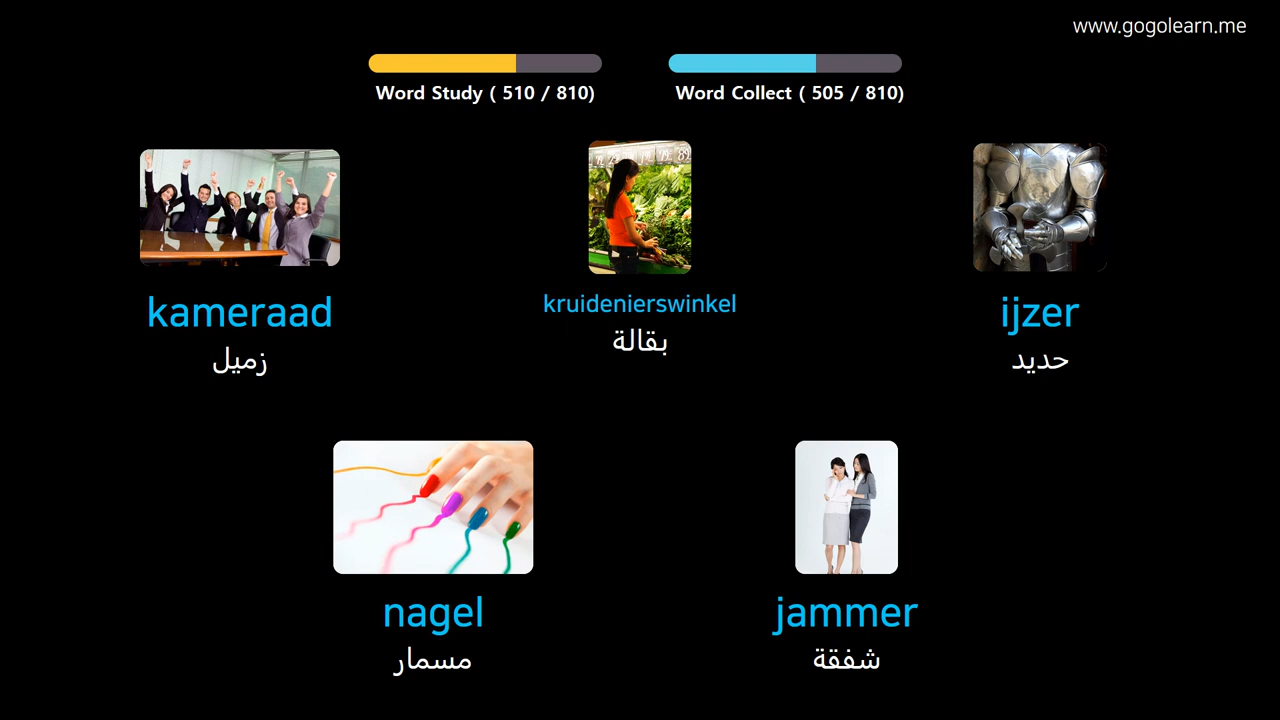 www.gogolearn.me
Word Study ( 510 / 810)
Word Collect ( 505 / 810)
kameraad
زميل
kruidenierswinkel
بقالة
ijzer
حديد
nagel
مسمار
jammer
شفقة